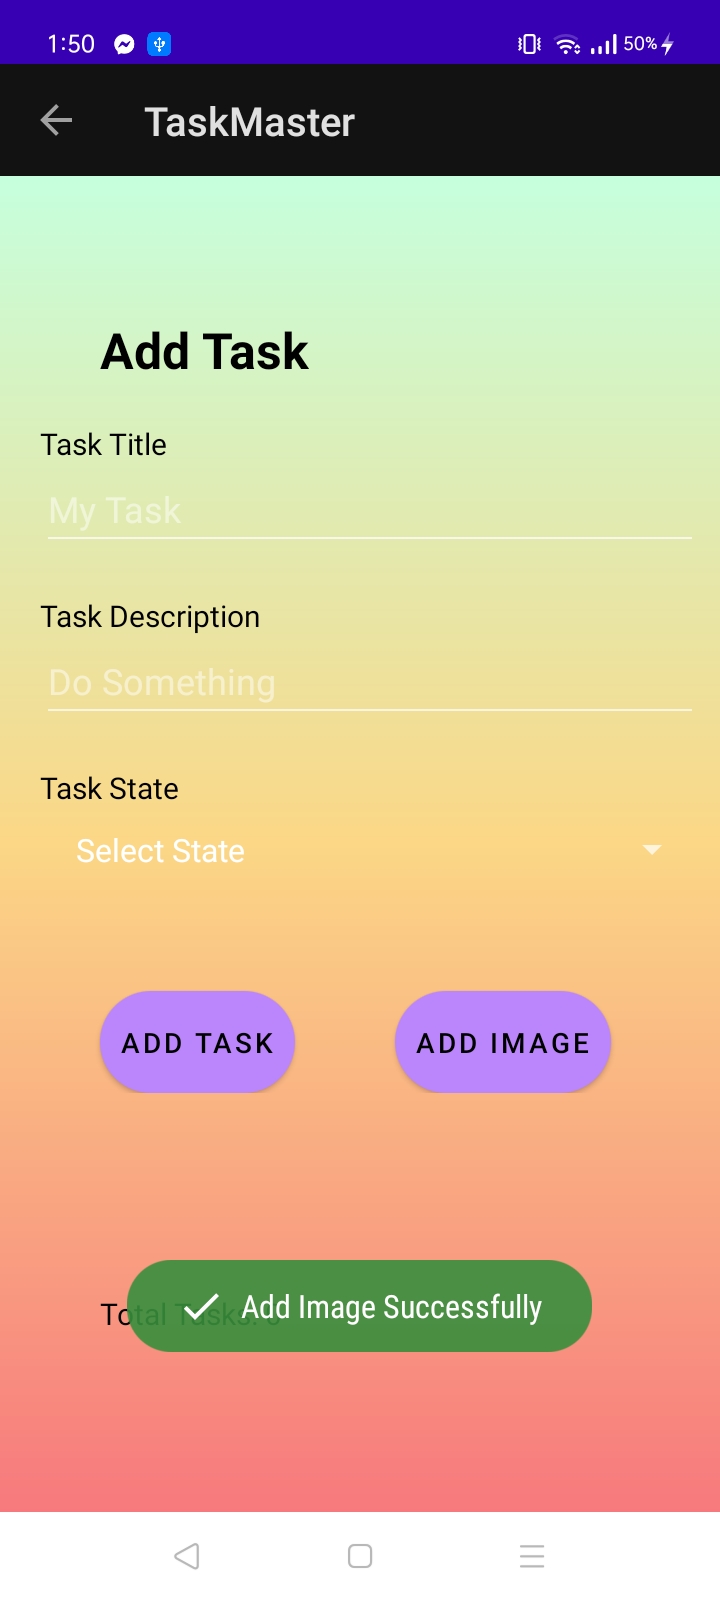 1:50 50%
TaskMaster
Add Task
Task Title
My Task
Task Description
Do Something
Task State
Select State
ADD TASK ADD IMAGE
Total Tasks:
Add Image Successfully